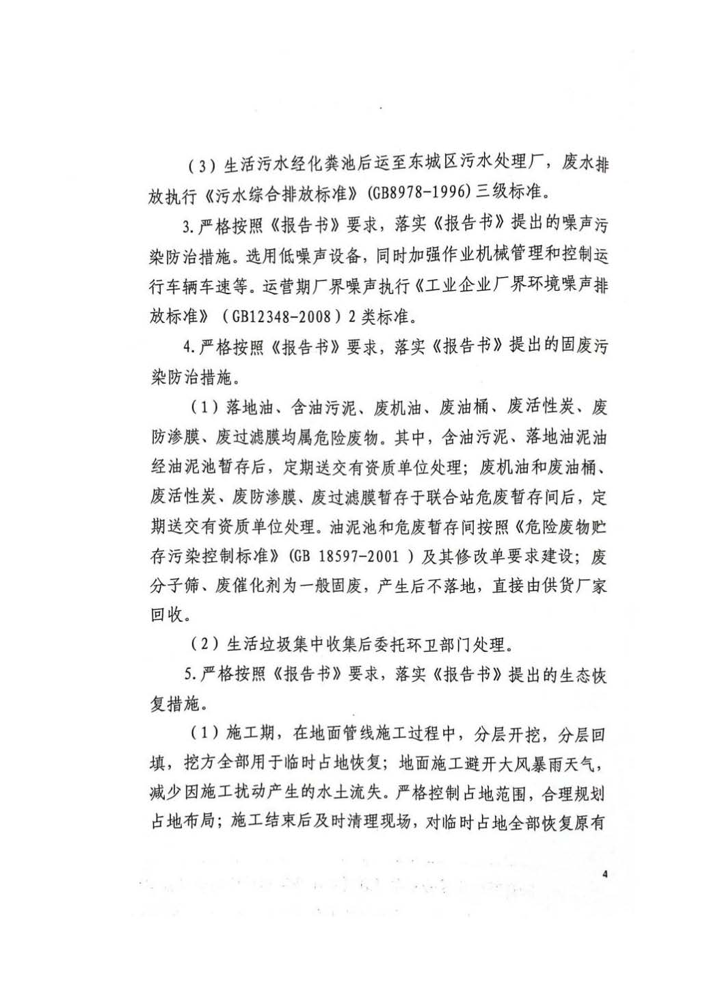 （3）生活污水经化粪池后运至东城区污水处理厂，废水排
放执行《污水综合排放标准》(GB8978-1996)三级标准。
3.严格按照《报告书》要求，落实《报告书》提出的噪声污
染防治措施。选用低噪声设备，同时加强作业机械管理和控制运
行车辆车速等。运营期厂界噪声执行《工业企业厂界环境噪声排
放标准》（GB12348-2008）2类标准。
4.严格按照《报告书》要求，落实《报告书》提出的固废污
染防治措施。
（1）落地油、含油污泥、废机油、废油桶、废活性炭、废
防渗膜、废过滤膜均属危险废物。其中，含油污泥、落地油泥油
经油泥池暂存后，定期送交有资质单位处理；废机油和废油桶、
废活性炭、废防渗膜、废过滤膜暂存于联合站危废暂存间后，定
期送交有资质单位处理。油泥池和危废暂存间按照《危险废物贮
存污染控制标准》(GB 18597-2001 ）及其修改单要求建设；废
分子筛、废催化剂为一般固废，产生后不落地，直接由供货厂家
回收。
（2）生活垃圾集中收集后委托环卫部门处理。
5.严格按照《报告书》要求，落实《报告书》提出的生态恢
复措施。
（1）施工期，在地面管线施工过程中，分层开挖，分层回
填，挖方全部用于临时占地恢复；地面施工避开大风暴雨天气，
减少因施工扰动产生的水土流失。严格控制占地范围，合理规划
占地布局；施工结束后及时清理现场，对临时占地全部恢复原有
4